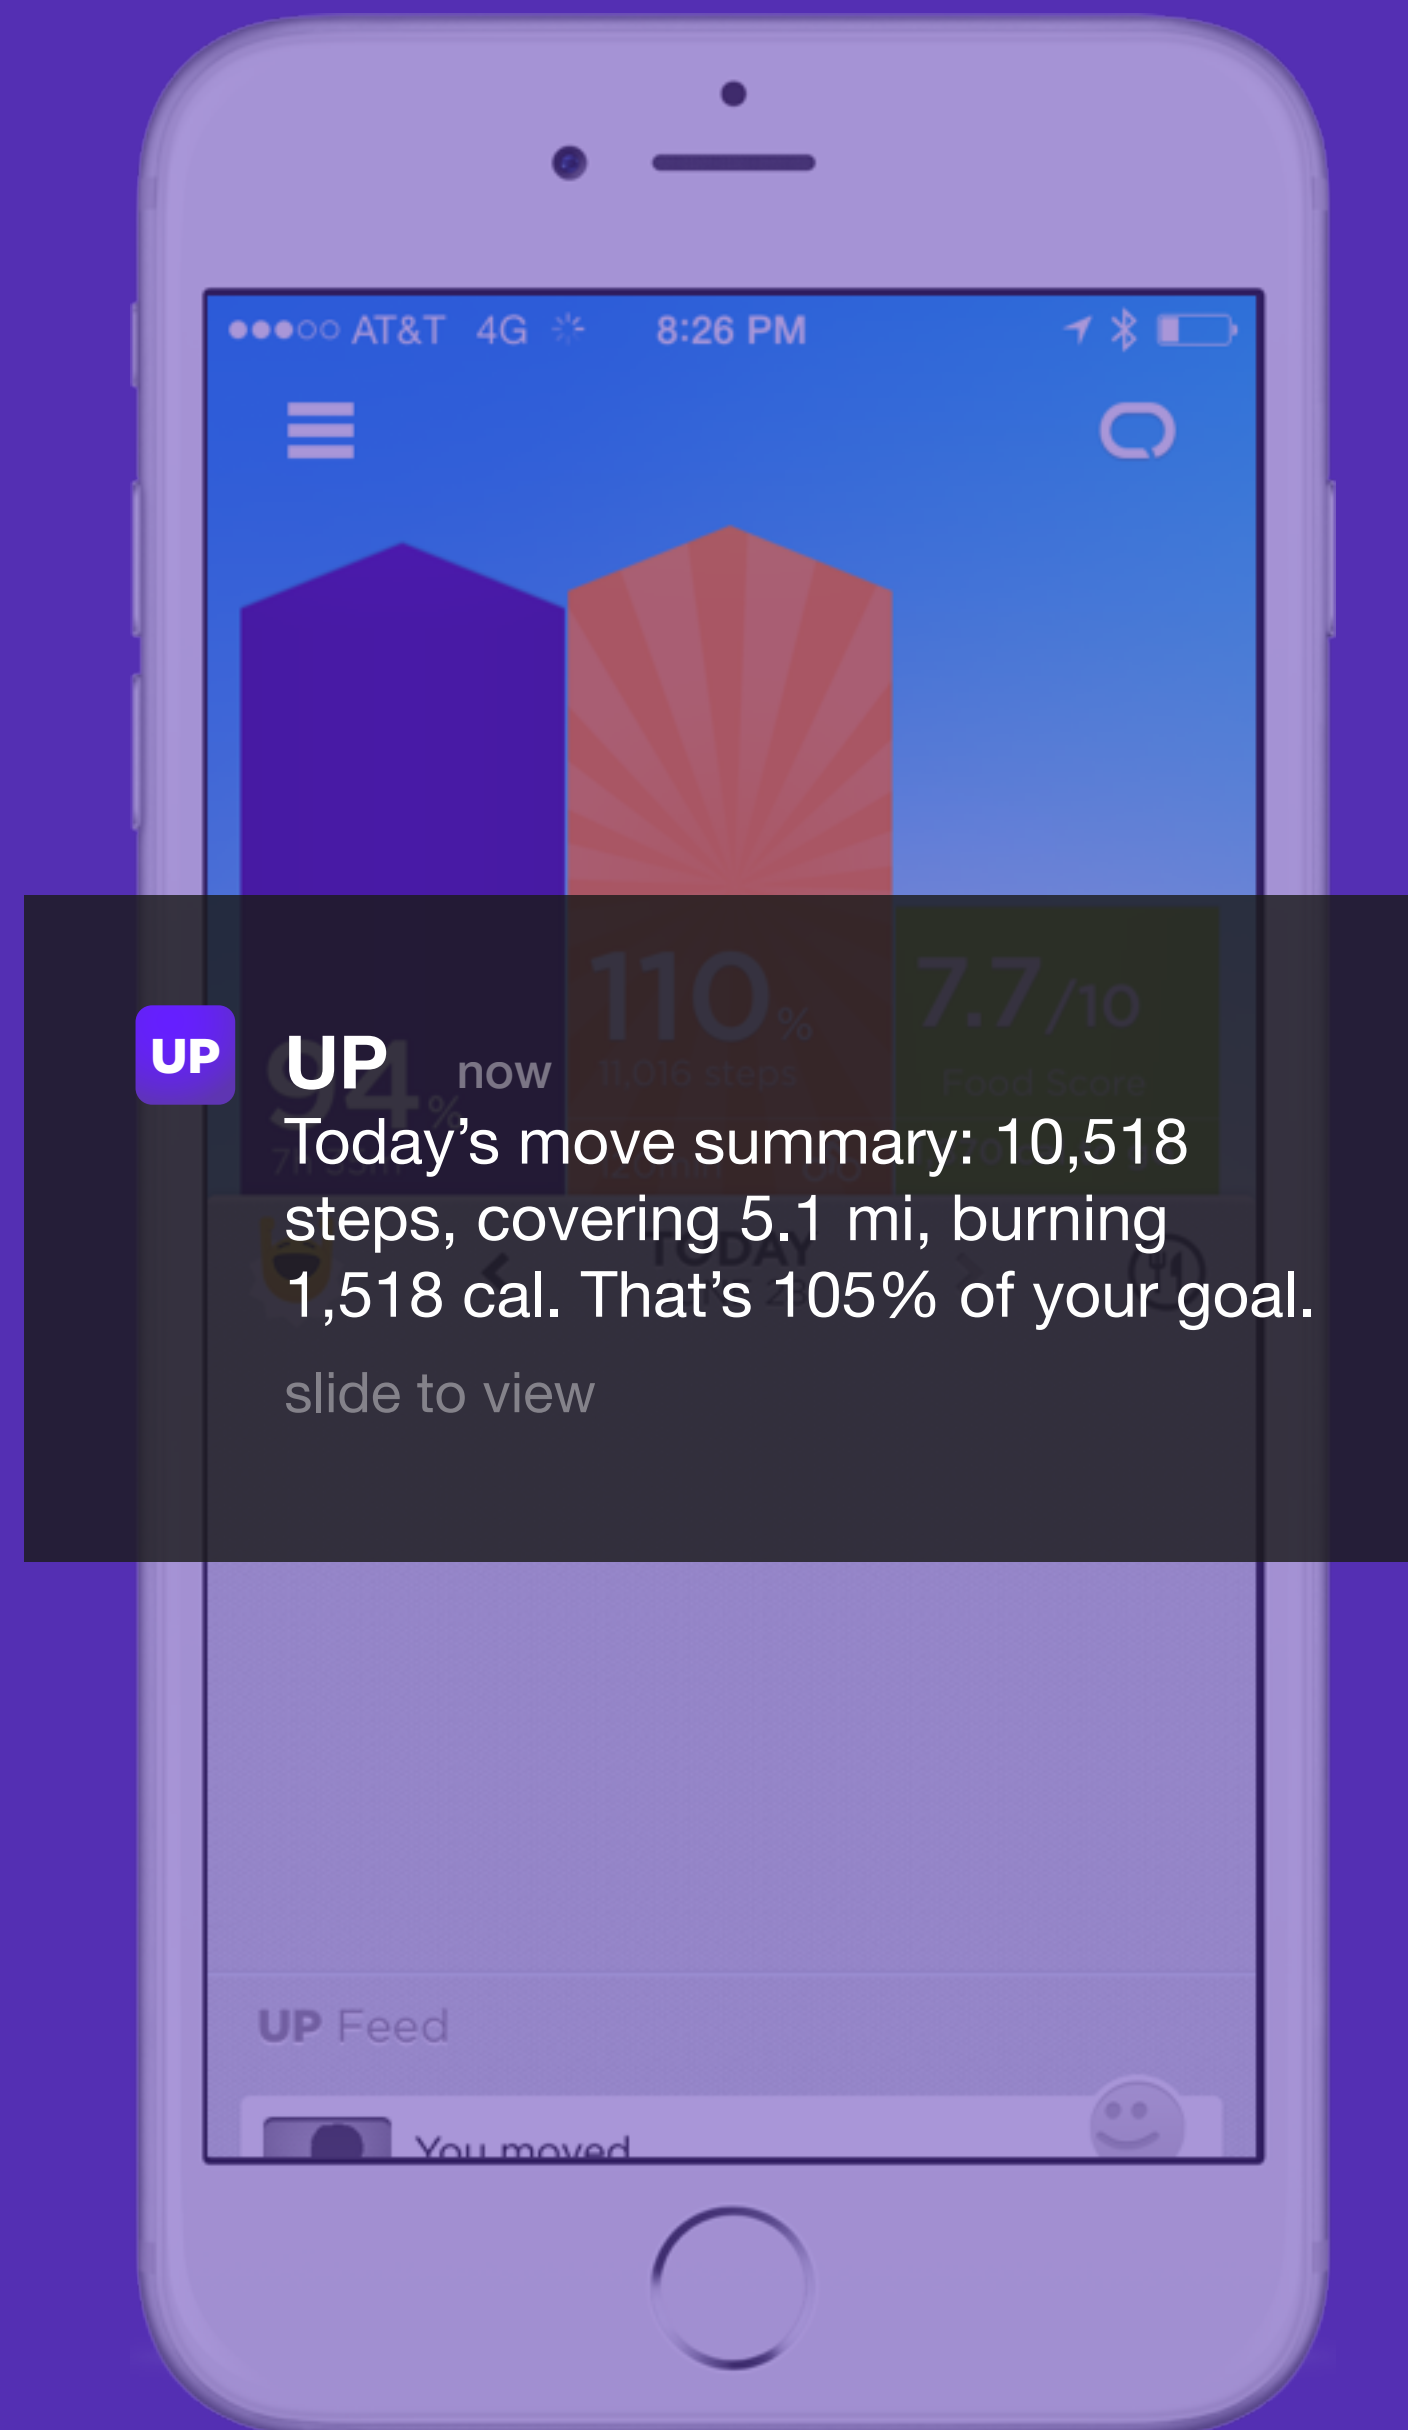 AT&T 4G 8:26 PM
110%
11,016 steps
7.7/10
Food Score
94%
UP
UP now
Today’s move summary: 10,518
steps, covering 5.1 mi, burning
1,518 cal. That’s 105% of your goal.
TODAY
slide to view
UP Feed
You moved